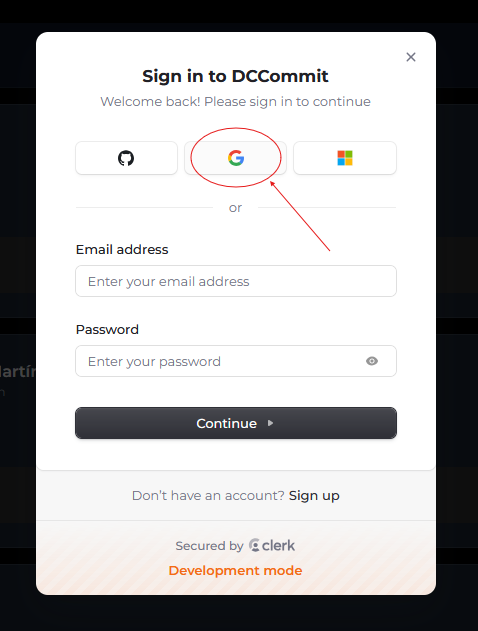 Sign in to DCCommit
Welcome back! Please sign in to continue
or
Email address
Enter your email address
Password
Enter your password
Continue
Don't have an account? Sign up
Secured by clerk
Development mode